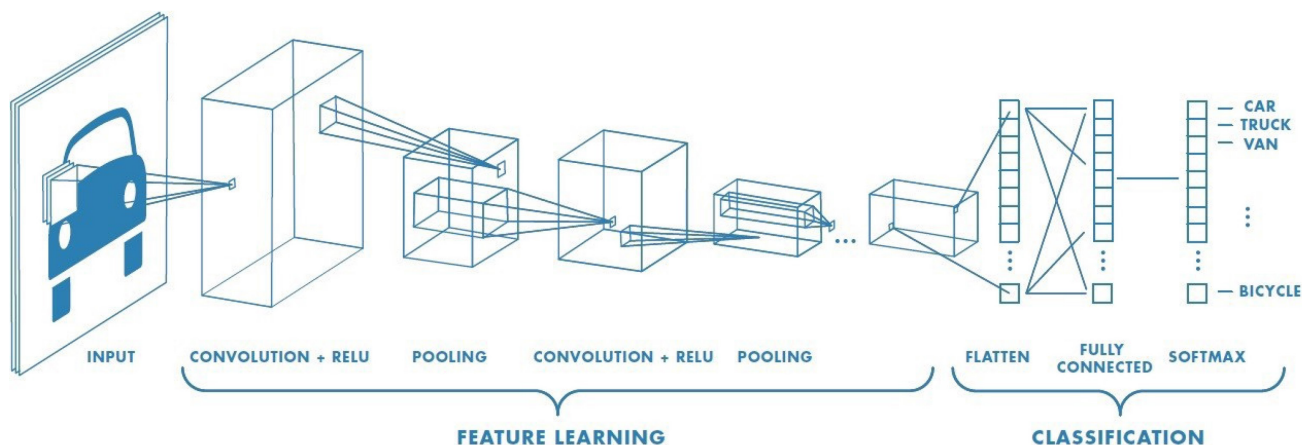 CAR
TRUCK
VAN
BICYCLE
INPUT
CONVOLUTION + RELU
POOLING
CONVOLUTION + RELU
POOLING
FLATTEN
FULLY
CONNECTED
SOFTMAX
FEATURE LEARNING
CLASSIFICATION